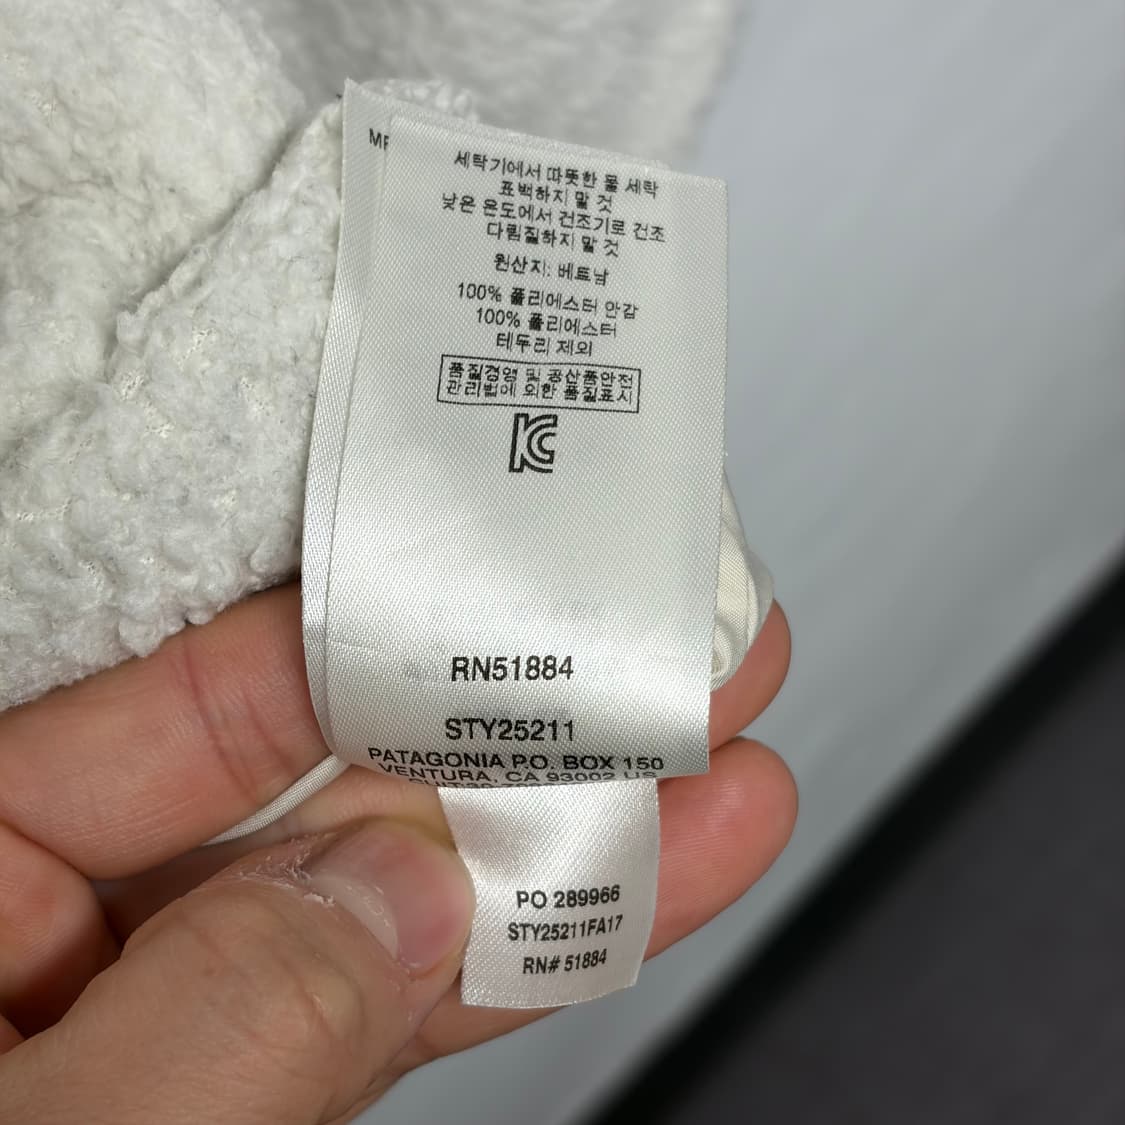 세탁기에서 따뜻한 물 세탁
표백하지 말 것
낮은 온도에서 건조기로 건조
다림질하지 말 것
원산지: 베트남
100% 폴리에스터 안감
100% 폴리에스터
테두리 제외
품질경영 및 공산품안전
관리법에 의한 품질표시
KC
RN51884
STY25211
PATAGONIA P.O. BOX 150
VENTURA, CA 93002 US
PO 289966
STY25211FA17
RN# 51884